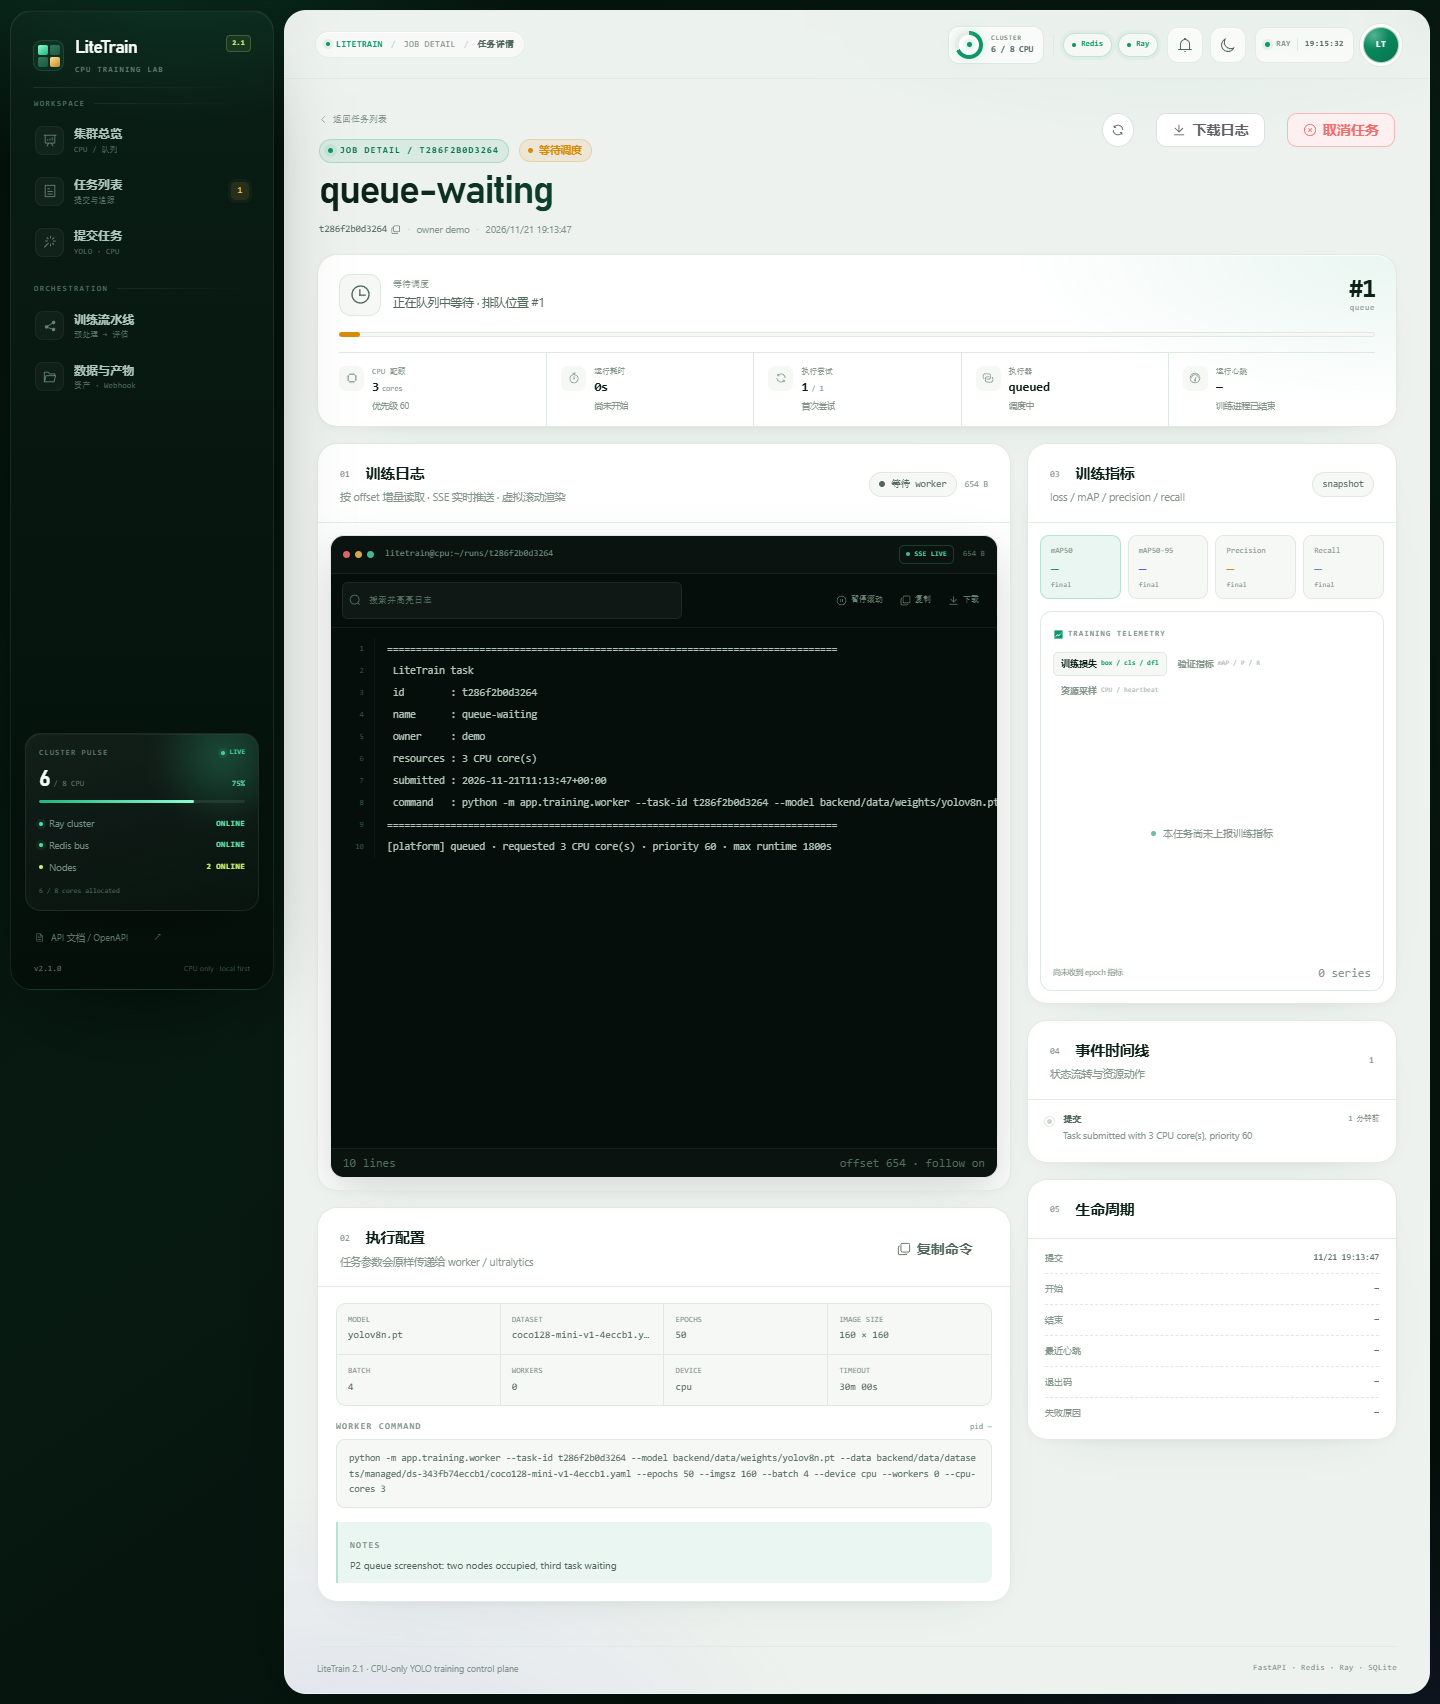 LiteTrain
CPU TRAINING LAB
2.1
WORKSPACE
集群总览
CPU / 队列
任务列表
提交与追踪
1
提交任务
YOLO · CPU
ORCHESTRATION
训练流水线
预处理 → 评估
数据与产物
资产 · Webhook
CLUSTER PULSE
LIVE
6 / 8 CPU
75%
Ray cluster
ONLINE
Redis bus
ONLINE
Nodes
2 ONLINE
6 / 8 cores allocated
API 文档 / OpenAPI
v2.1.0
CPU only · local first
LITETRAIN / JOB DETAIL / 任务详情
CLUSTER
6 / 8 CPU
Redis
Ray
RAY
19:15:32
LT
返回任务列表
JOB DETAIL / T286F2B0D3264
等待调度
下载日志
取消任务
queue-waiting
t286f2b0d3264 · owner demo · 2026/11/21 19:13:47
等待调度
正在队列中等待 · 排队位置 #1
#1
queue
CPU 配额
3 cores
优先级 60
运行耗时
0s
尚未开始
执行尝试
1 / 1
首次尝试
执行器
queued
调度中
运行心跳
—
训练进程已结束
01 训练日志
按 offset 增量读取 · SSE 实时推送 · 虚拟滚动渲染
等待 worker
654 B
litetrain@cpu:~/runs/t286f2b0d3264
SSE LIVE
654 B
搜索并高亮日志
暂停滚动
复制
下载
1 ==============================================================================
2 LiteTrain task
3 id : t286f2b0d3264
4 name : queue-waiting
5 owner : demo
6 resources : 3 CPU core(s)
7 submitted : 2026-11-21T11:13:47+00:00
8 command : python -m app.training.worker --task-id t286f2b0d3264 --model backend/data/weights/yolov8n.pt
9 ==============================================================================
10 [platform] queued · requested 3 CPU core(s) · priority 60 · max runtime 1800s
10 lines
offset 654 · follow on
02 执行配置
任务参数会原样传递给 worker / ultralytics
复制命令
MODEL
yolov8n.pt
DATASET
coco128-mini-v1-4eccb1.y…
EPOCHS
50
IMAGE SIZE
160 × 160
BATCH
4
WORKERS
0
DEVICE
cpu
TIMEOUT
30m 00s
WORKER COMMAND
pid —
python -m app.training.worker --task-id t286f2b0d3264 --model backend/data/weights/yolov8n.pt --data backend/data/datase
ts/managed/ds-343fb74eccb1/coco128-mini-v1-4eccb1.yaml --epochs 50 --imgsz 160 --batch 4 --device cpu --workers 0 --cpu-
cores 3
NOTES
P2 queue screenshot: two nodes occupied, third task waiting
03 训练指标
loss / mAP / precision / recall
snapshot
mAP50
—
final
mAP50-95
—
final
Precision
—
final
Recall
—
final
TRAINING TELEMETRY
训练损失 box / cls / dfl
验证指标 mAP / P / R
资源采样 CPU / heartbeat
本任务尚未上报训练指标
尚未收到 epoch 指标
0 series
04 事件时间线
状态流转与资源动作
1
提交
1 分钟前
Task submitted with 3 CPU core(s), priority 60
05 生命周期
提交 11/21 19:13:47
开始 —
结束 —
最近心跳 —
退出码 —
失败原因 —
LiteTrain 2.1 · CPU-only YOLO training control plane
FastAPI · Redis · Ray · SQLite